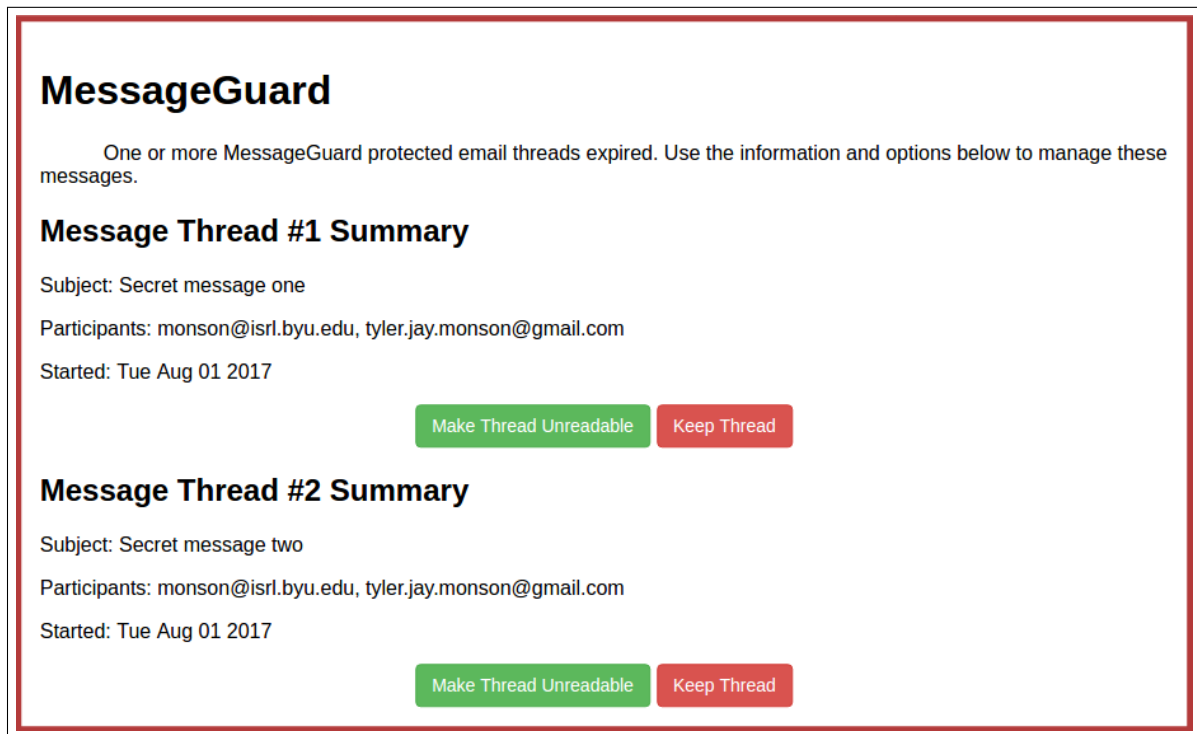 MessageGuard
One or more MessageGuard protected email threads expired. Use the information and options below to manage these
messages.
Message Thread #1 Summary
Subject: Secret message one
Participants: monson@isrl.byu.edu, tyler.jay.monson@gmail.com
Started: Tue Aug 01 2017
Make Thread Unreadable Keep Thread
Message Thread #2 Summary
Subject: Secret message two
Participants: monson@isrl.byu.edu, tyler.jay.monson@gmail.com
Started: Tue Aug 01 2017
Make Thread Unreadable Keep Thread